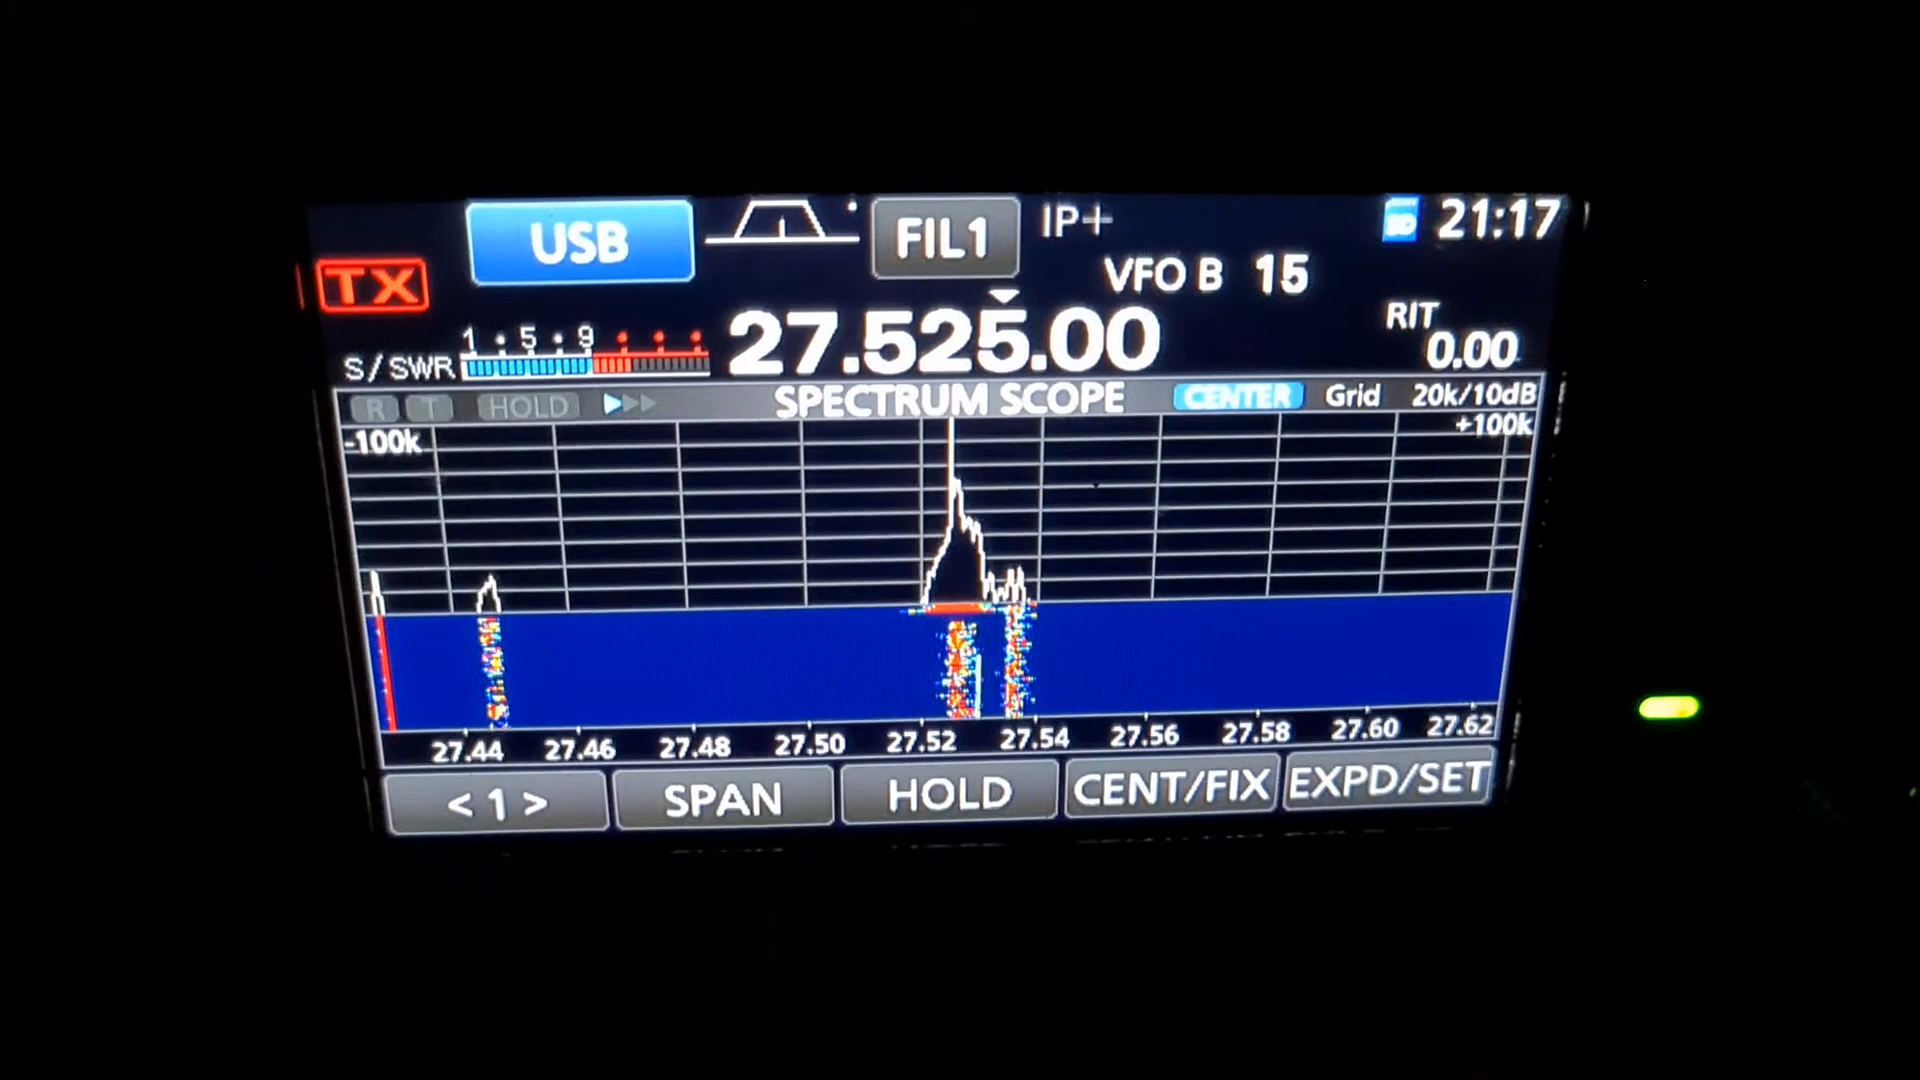 USB FIL1 IP+ SD 21:17
TX VFO B 15
1 • 5 • 9 27.525.00 RIT
S/SWR 0.00
R T HOLD SPECTRUM SCOPE CENTER Grid 20k/10dB
-100k +100k
27.44 27.46 27.48 27.50 27.52 27.54 27.56 27.58 27.60 27.62
< 1 > SPAN HOLD CENT/FIX EXPD/SET